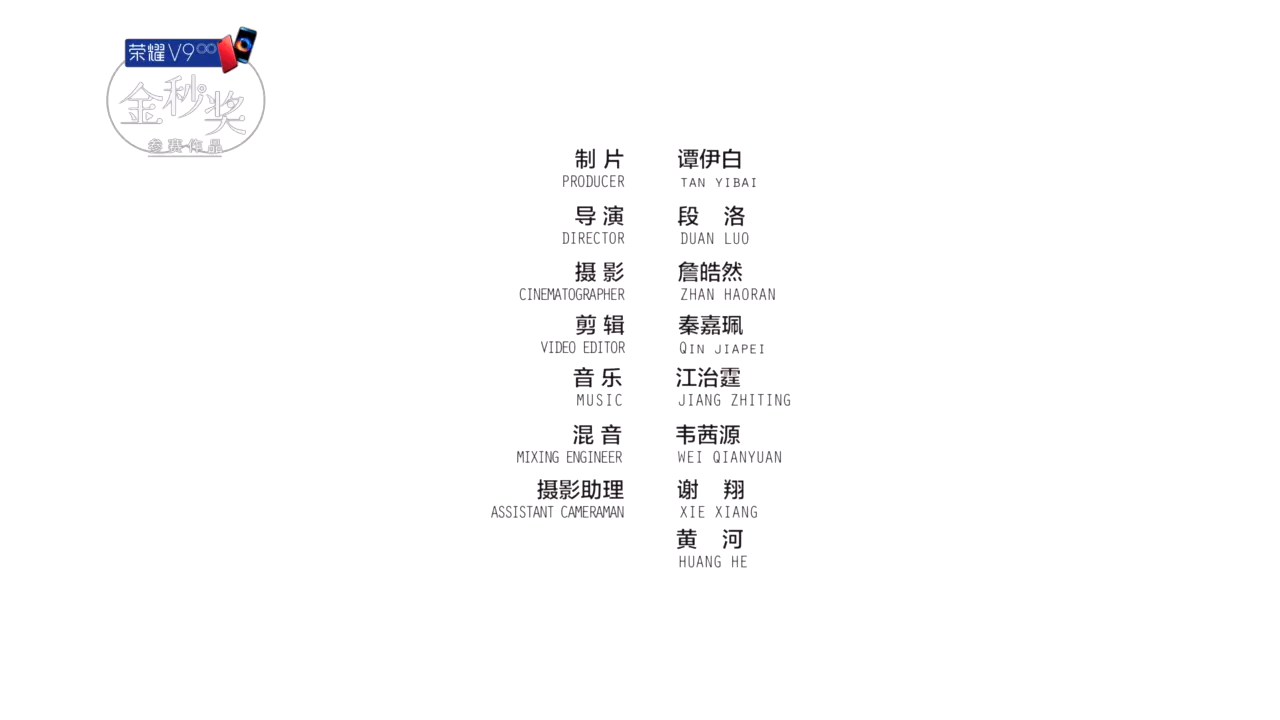 荣耀V9
金秒奖
参赛作品
制片 谭伊白
PRODUCER TAN YIBAI
导演 段洛
DIRECTOR DUAN LUO
摄影 詹皓然
CINEMATOGRAPHER ZHAN HAORAN
剪辑 秦嘉珮
VIDEO EDITOR QIN JIAPEI
音乐 江治霆
MUSIC JIANG ZHITING
混音 韦茜源
MIXING ENGINEER WEI QIANYUAN
摄影助理 谢翔
ASSISTANT CAMERAMAN XIE XIANG
黄河
HUANG HE